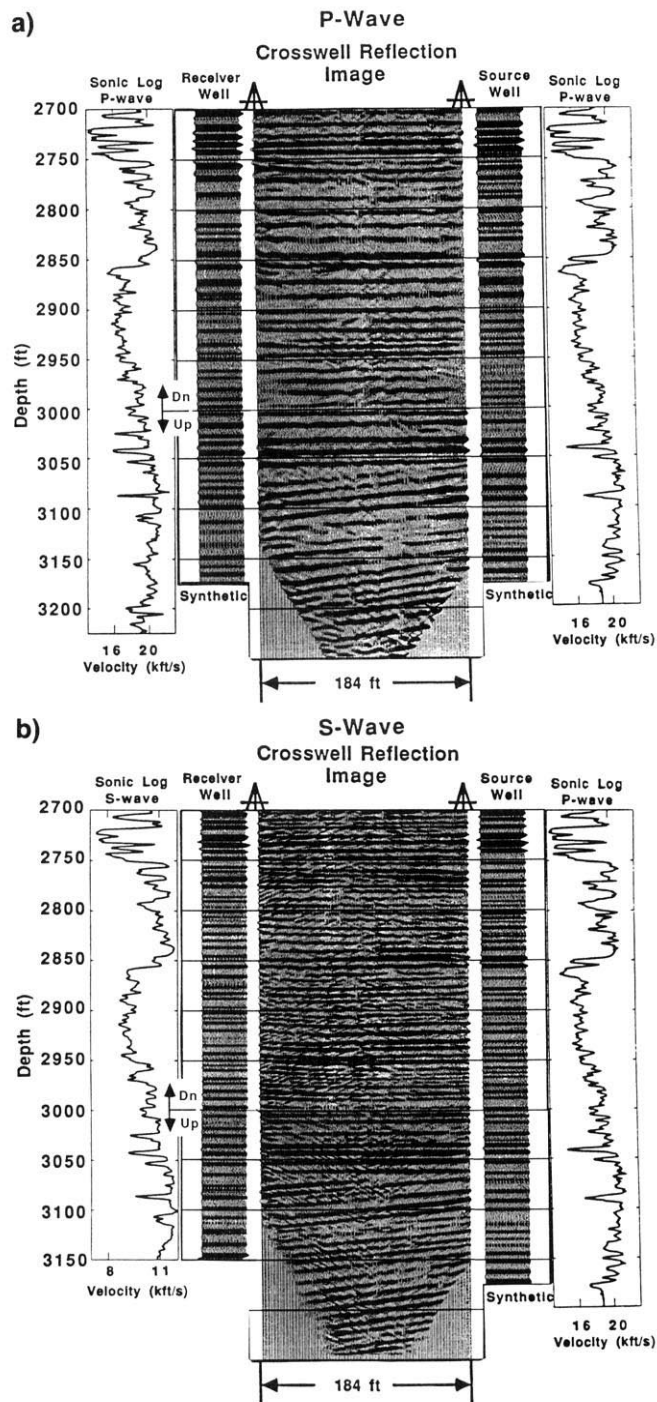 a)
P-Wave
Crosswell Reflection
Image
Sonic Log
P-wave
Receiver
Well
Source
Well
Sonic Log
P-wave
2700
2750
2800
2850
2900
2950
3000
3050
3100
3150
3200
Depth (ft)
Dn
Up
Synthetic
Synthetic
16 20
Velocity (kft/s)
16 20
Velocity (kft/s)
184 ft
b)
S-Wave
Crosswell Reflection
Image
Sonic Log
S-wave
Receiver
Well
Source
Well
Sonic Log
P-wave
2700
2750
2800
2850
2900
2950
3000
3050
3100
3150
Depth (ft)
Dn
Up
8 11
Velocity (kft/s)
Synthetic
16 20
Velocity (kft/s)
184 ft